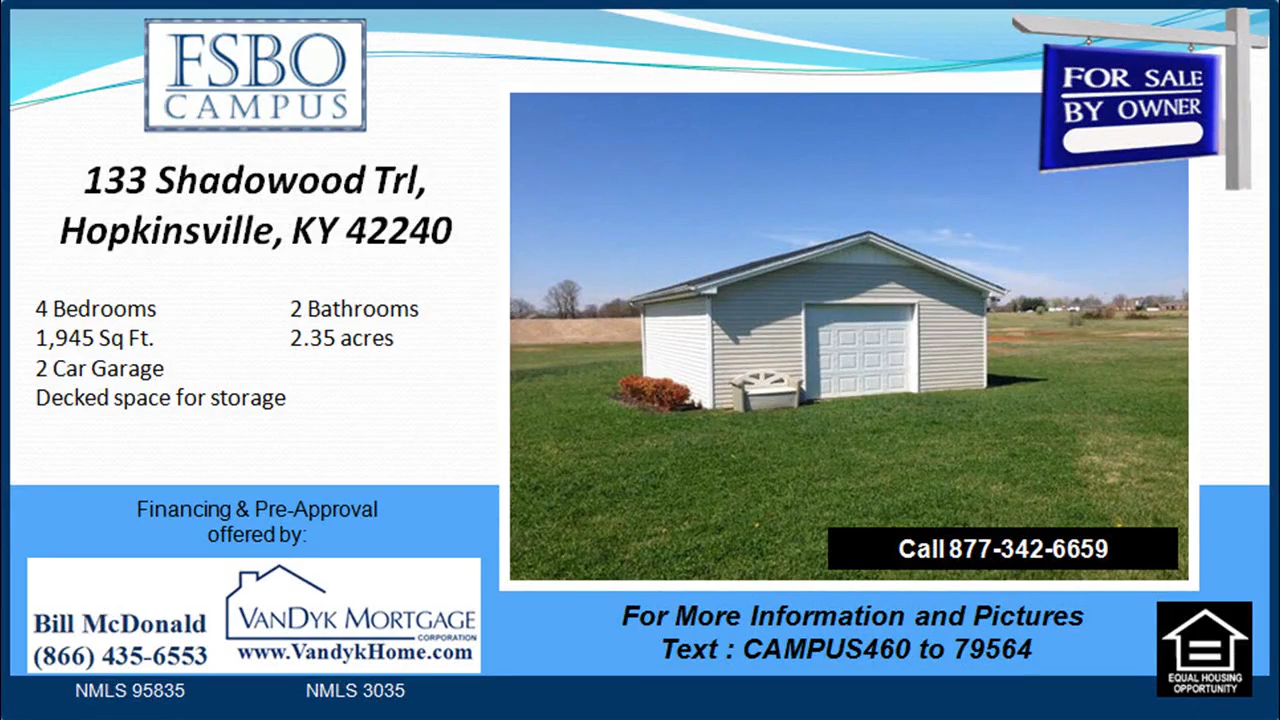 FSBO
CAMPUS
FOR SALE
BY OWNER
133 Shadowood Trl,
Hopkinsville, KY 42240
4 Bedrooms 2 Bathrooms
1,945 Sq Ft. 2.35 acres
2 Car Garage
Decked space for storage
Call 877-342-6659
Financing & Pre-Approval
offered by:
Bill McDonald
(866) 435-6553
VANDYK MORTGAGE
CORPORATION
www.VandykHome.com
NMLS 95835 NMLS 3035
For More Information and Pictures
Text : CAMPUS460 to 79564
EQUAL HOUSING
OPPORTUNITY